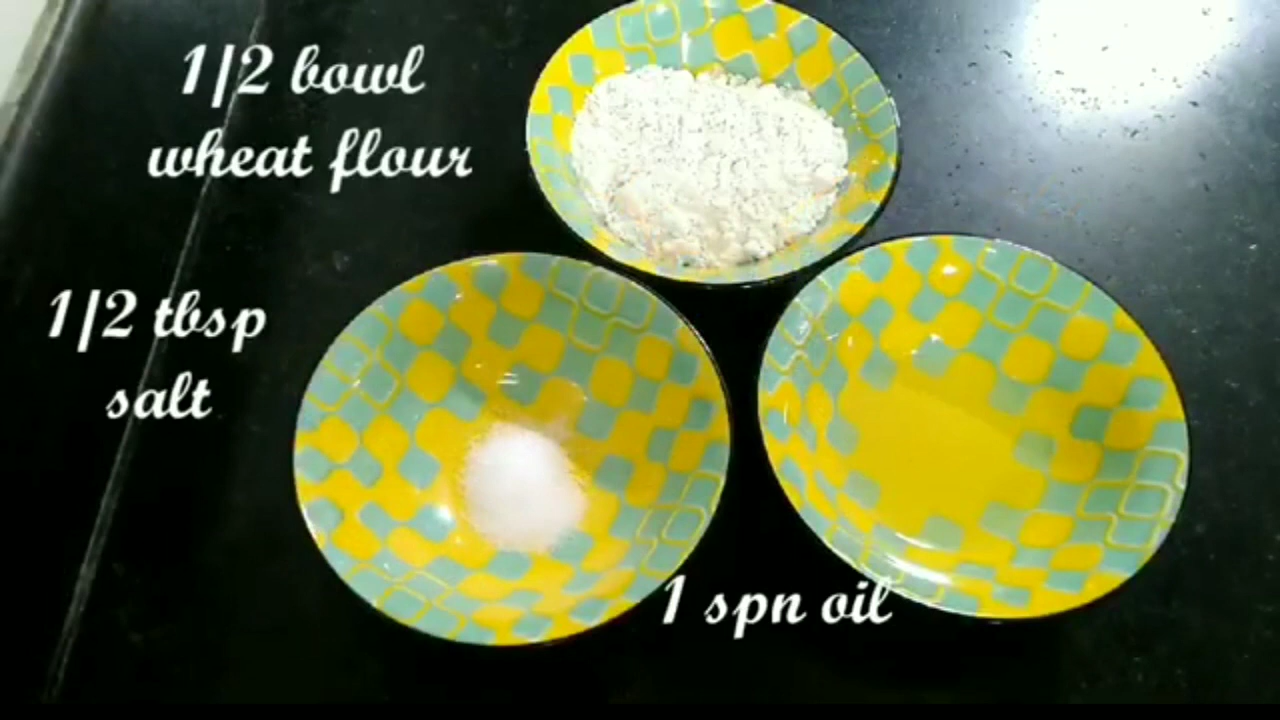 1/2 bowl
wheat flour
1/2 tbsp
salt
1 spn oil